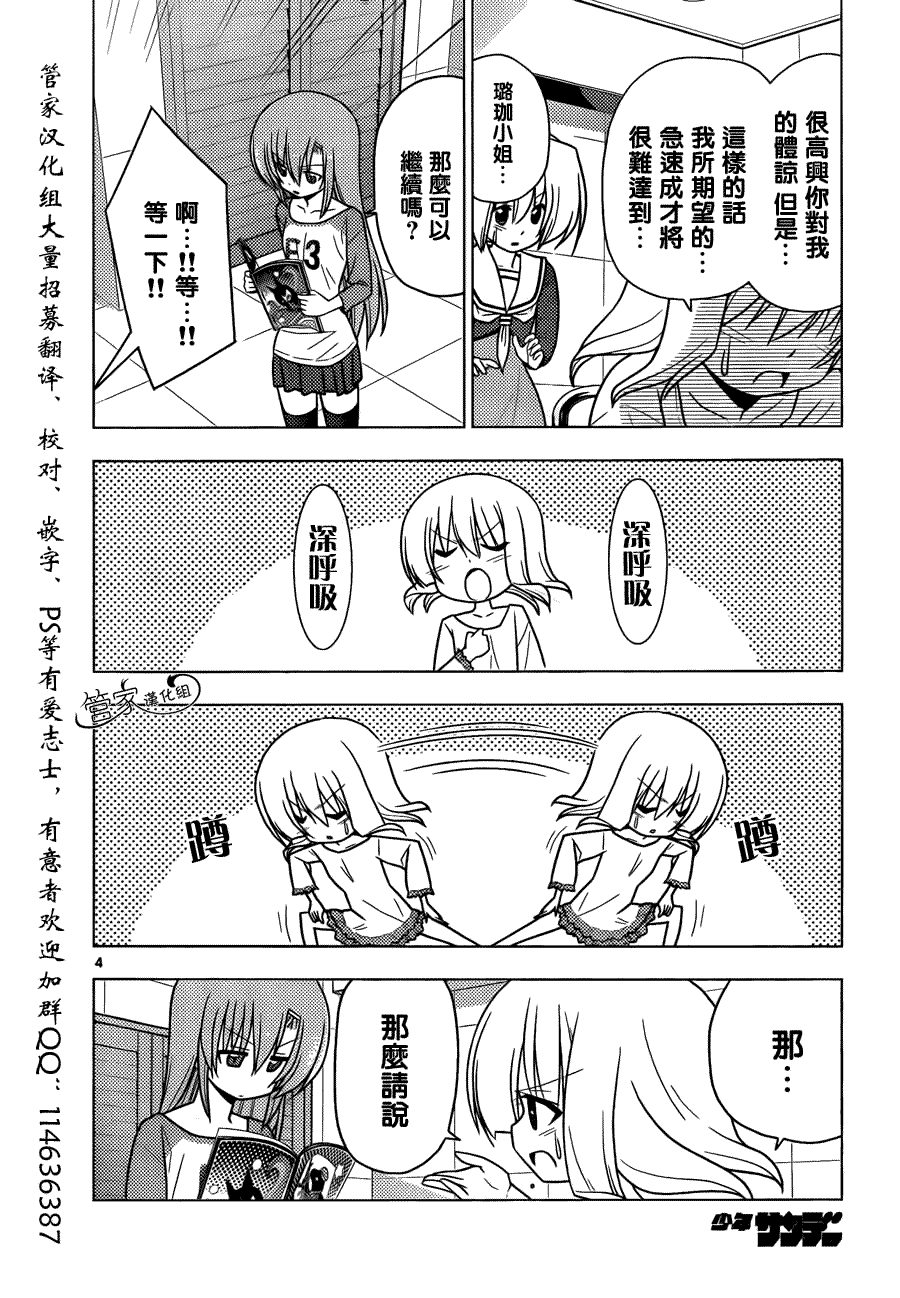 很高興你對我
的體諒 但是…
這樣的話
我所期望的…
急速成才將
很難達到…
璐珈小姐…
那麼可以
繼續嗎?
啊…!!等…!!
等一下!!
深呼吸
深呼吸
蹲
蹲
那…
那麼請說
4
管家汉化组大量招募翻译、校对、嵌字、PS等有爱志士,有意者欢迎加群QQ:114636387
管家漢化组
少年サンデー